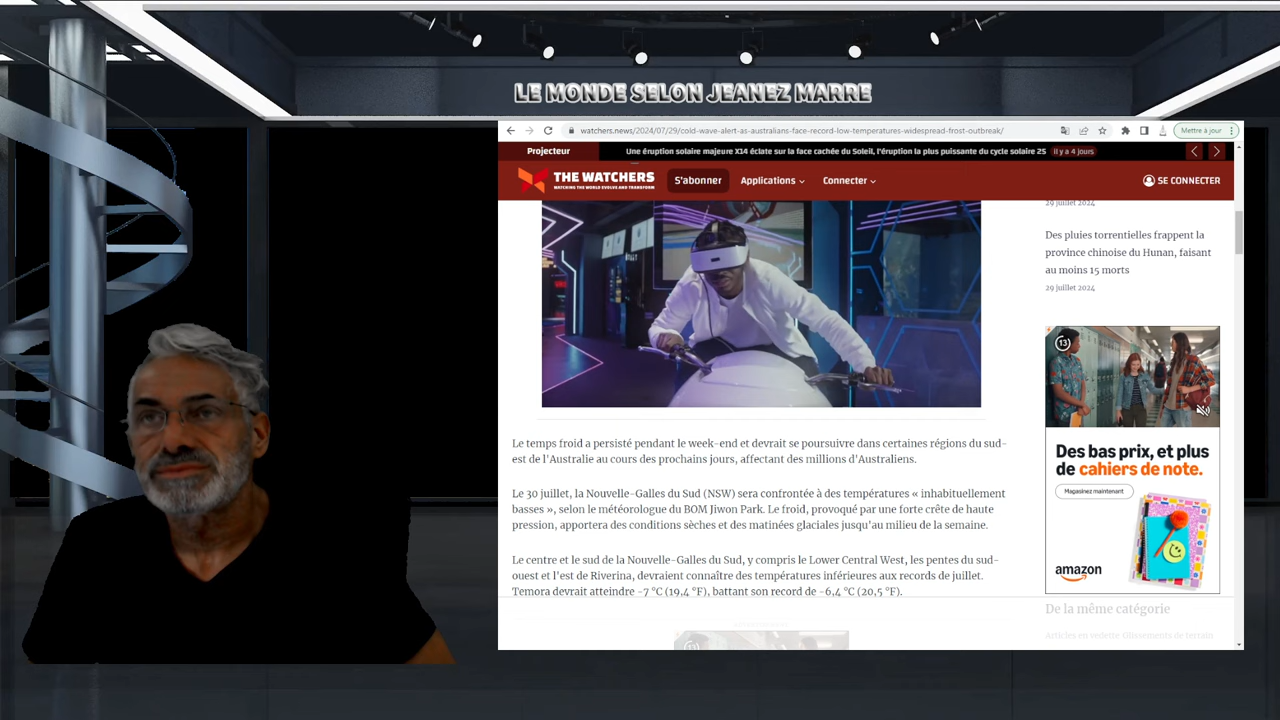 LE MONDE SELON JEANEZ MARRE
watchers.news/2024/07/29/cold-wave-alert-as-australians-face-record-low-temperatures-widespread-frost-outbreak/
Mettre à jour
Projecteur
Une éruption solaire majeure X14 éclate sur la face cachée du Soleil, l'éruption la plus puissante du cycle solaire 25
il y a 4 jours
THE WATCHERS
WATCHING THE WORLD EVOLVE AND TRANSFORM
S'abonner
Applications
Connecter
SE CONNECTER
29 juillet 2024
Des pluies torrentielles frappent la
province chinoise du Hunan, faisant
au moins 15 morts
29 juillet 2024
13
Des bas prix, et plus
de cahiers de note.
Magasinez maintenant
amazon
De la même catégorie
Articles en vedette Glissements de terrain
Le temps froid a persisté pendant le week-end et devrait se poursuivre dans certaines régions du sud-
est de l'Australie au cours des prochains jours, affectant des millions d'Australiens.
Le 30 juillet, la Nouvelle-Galles du Sud (NSW) sera confrontée à des températures « inhabituellement
basses », selon le météorologue du BOM Jiwon Park. Le froid, provoqué par une forte crête de haute
pression, apportera des conditions sèches et des matinées glaciales jusqu'au milieu de la semaine.
Le centre et le sud de la Nouvelle-Galles du Sud, y compris le Lower Central West, les pentes du sud-
ouest et l'est de Riverina, devraient connaître des températures inférieures aux records de juillet.
Temora devrait atteindre -7 °C (19,4 °F), battant son record de -6,4 °C (20,5 °F).